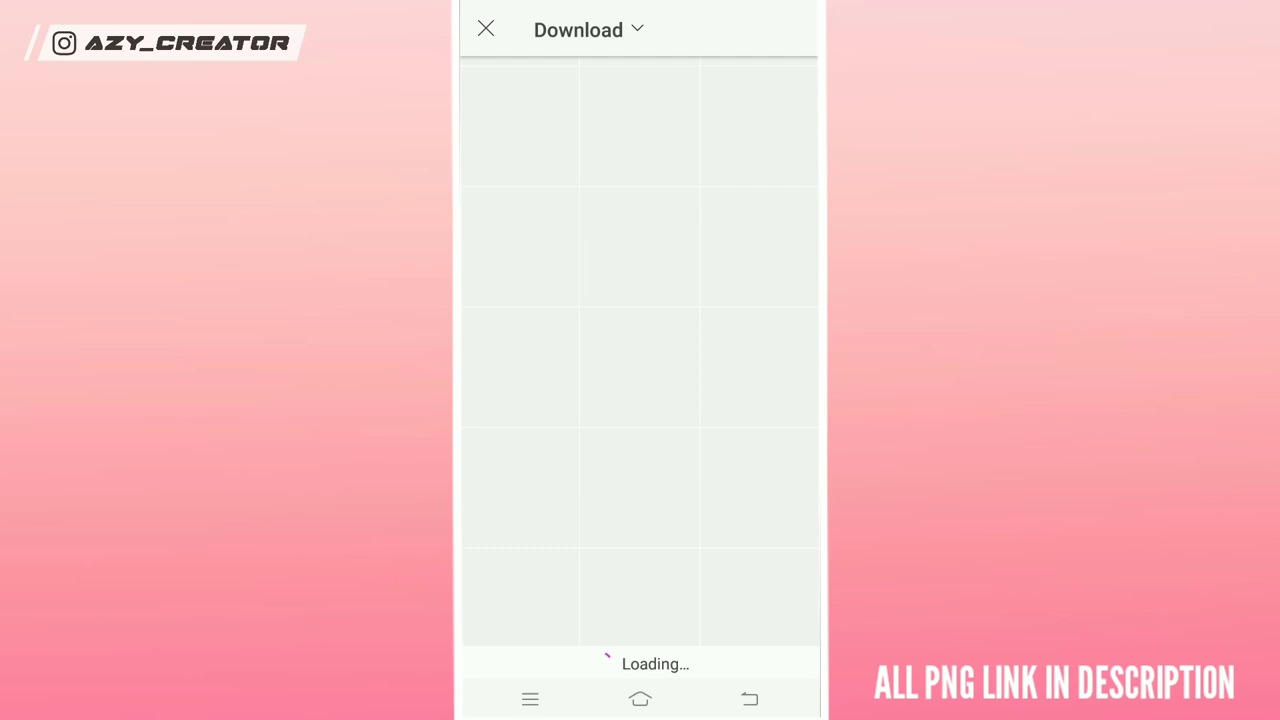 AZY_CREATOR
Download
Loading...
ALL PNG LINK IN DESCRIPTION